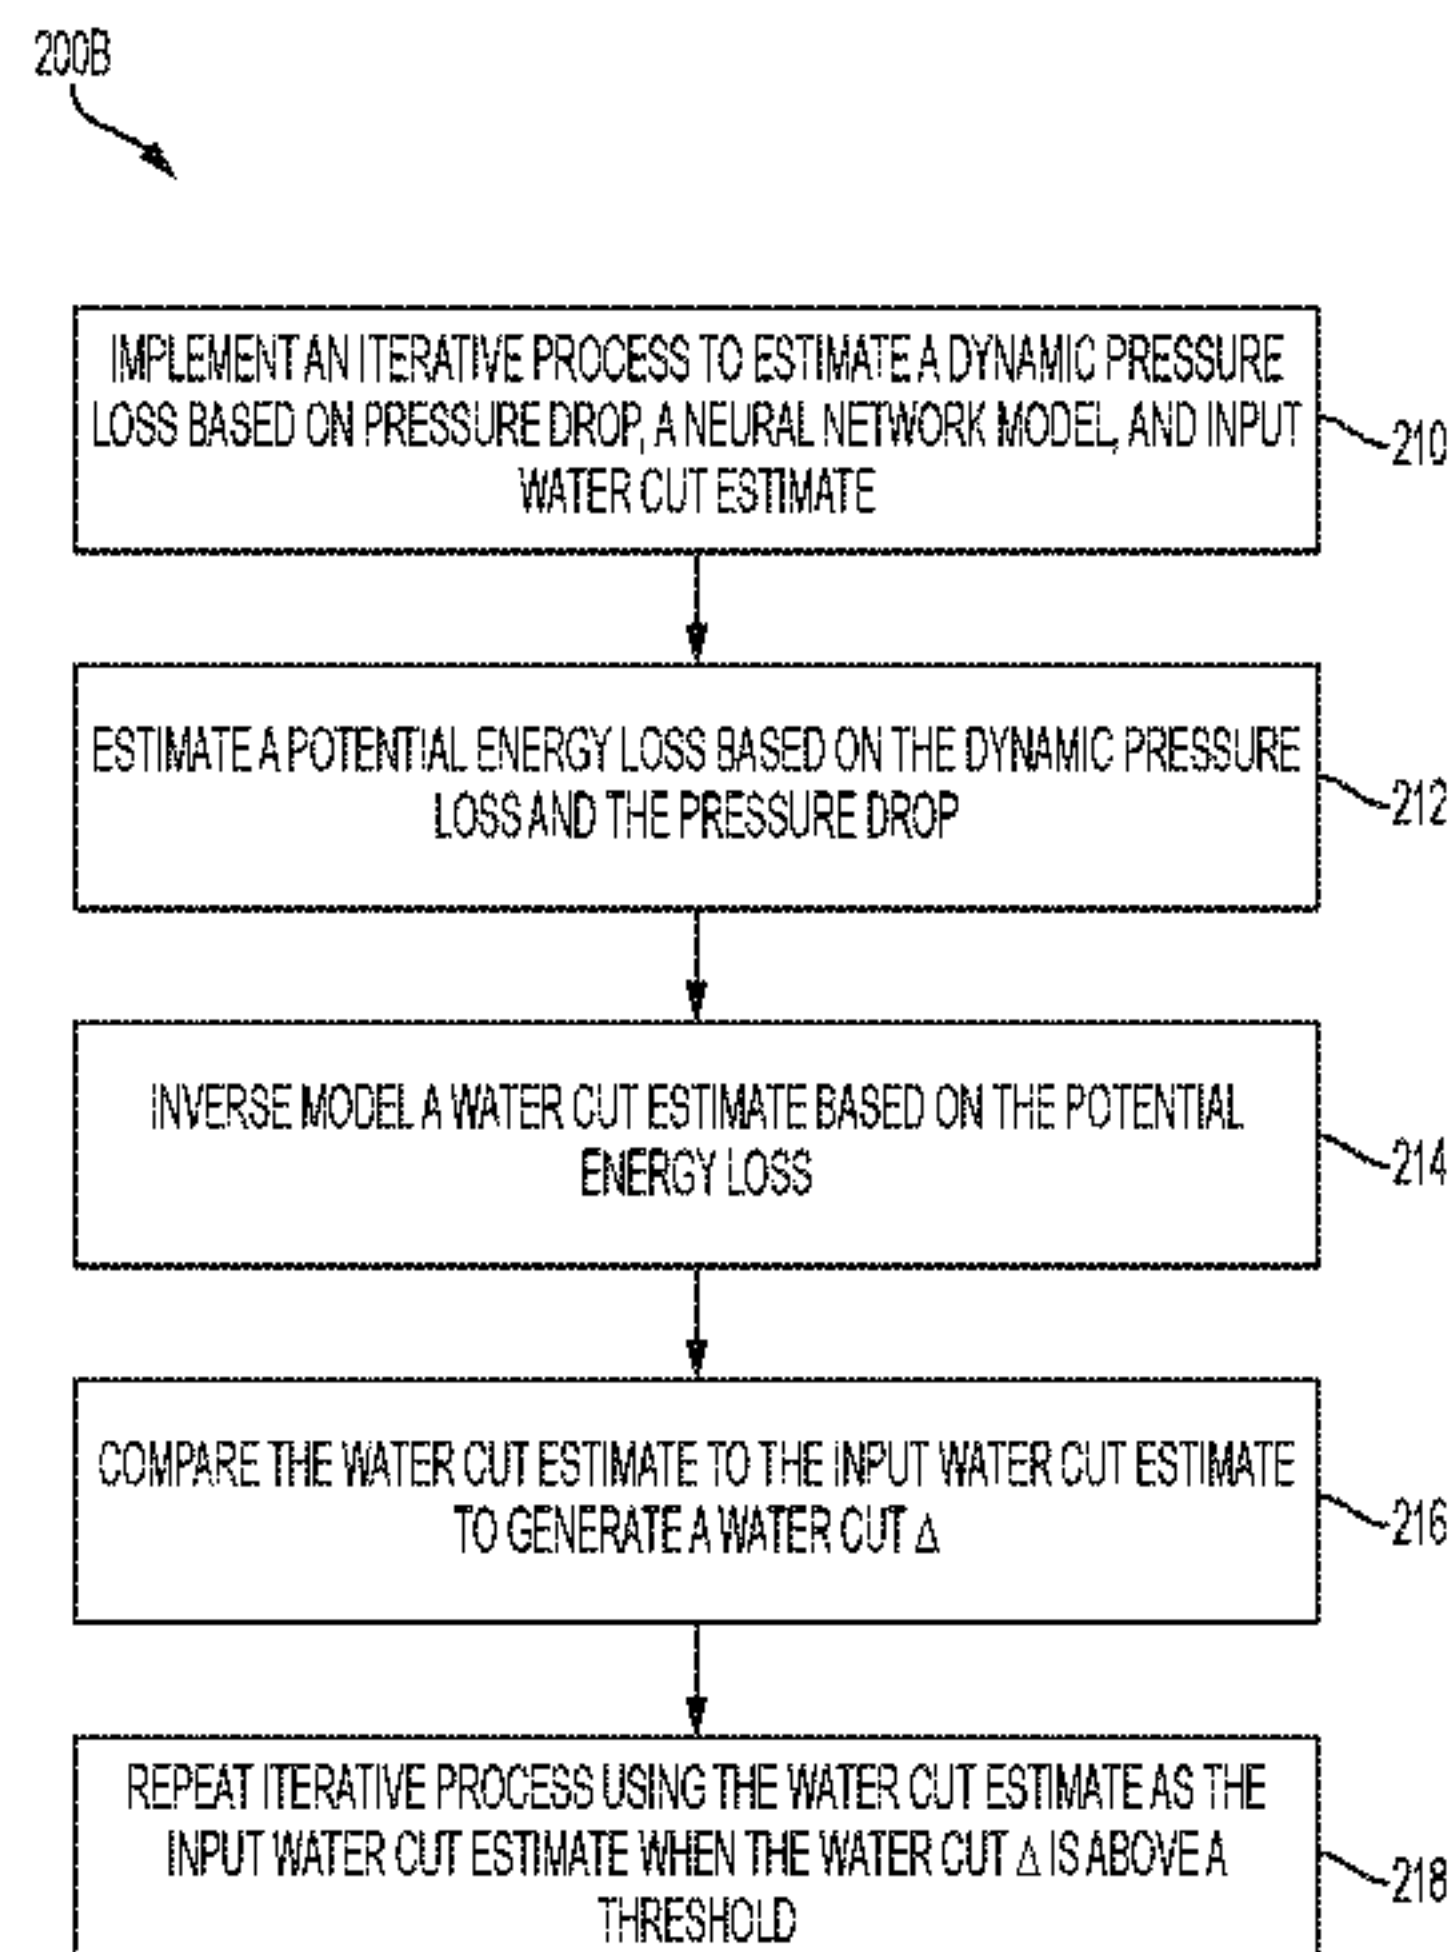 200B
IMPLEMENT AN ITERATIVE PROCESS TO ESTIMATE A DYNAMIC PRESSURE
LOSS BASED ON PRESSURE DROP, A NEURAL NETWORK MODEL, AND INPUT
WATER CUT ESTIMATE
210
ESTIMATE A POTENTIAL ENERGY LOSS BASED ON THE DYNAMIC PRESSURE
LOSS AND THE PRESSURE DROP
212
INVERSE MODEL A WATER CUT ESTIMATE BASED ON THE POTENTIAL
ENERGY LOSS
214
COMPARE THE WATER CUT ESTIMATE TO THE INPUT WATER CUT ESTIMATE
TO GENERATE A WATER CUT Δ
216
REPEAT ITERATIVE PROCESS USING THE WATER CUT ESTIMATE AS THE
INPUT WATER CUT ESTIMATE WHEN THE WATER CUT Δ IS ABOVE A
THRESHOLD
218